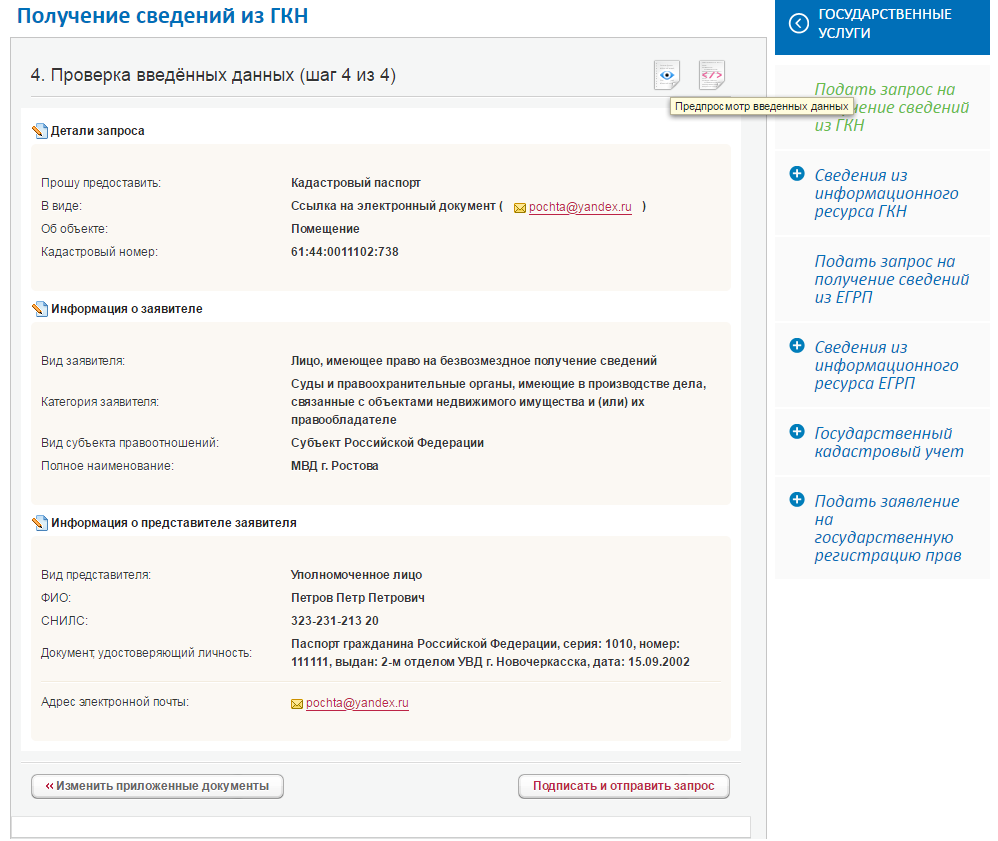 Получение сведений из ГКН
4. Проверка введённых данных (шаг 4 из 4)
</>
Предпросмотр введенных данных
Детали запроса
Прошу предоставить: Кадастровый паспорт
В виде: Ссылка на электронный документ ( pochta@yandex.ru )
Об объекте: Помещение
Кадастровый номер: 61:44:0011102:738
Информация о заявителе
Вид заявителя: Лицо, имеющее право на безвозмездное получение сведений
Категория заявителя: Суды и правоохранительные органы, имеющие в производстве дела,
связанные с объектами недвижимого имущества и (или) их
правообладателе
Вид субъекта правоотношений: Субъект Российской Федерации
Полное наименование: МВД г. Ростова
Информация о представителе заявителя
Вид представителя: Уполномоченное лицо
ФИО: Петров Петр Петрович
СНИЛС: 323-231-213 20
Документ, удостоверяющий личность: Паспорт гражданина Российской Федерации, серия: 1010, номер:
111111, выдан: 2-м отделом УВД г. Новочеркасска, дата: 15.09.2002
Адрес электронной почты: pochta@yandex.ru
« Изменить приложенные документы
Подписать и отправить запрос
ГОСУДАРСТВЕННЫЕ
УСЛУГИ
Подать запрос на
чение сведений
из ГКН
Сведения из
информационного
ресурса ГКН
Подать запрос на
получение сведений
из ЕГРП
Сведения из
информационного
ресурса ЕГРП
Государственный
кадастровый учет
Подать заявление
на
государственную
регистрацию прав